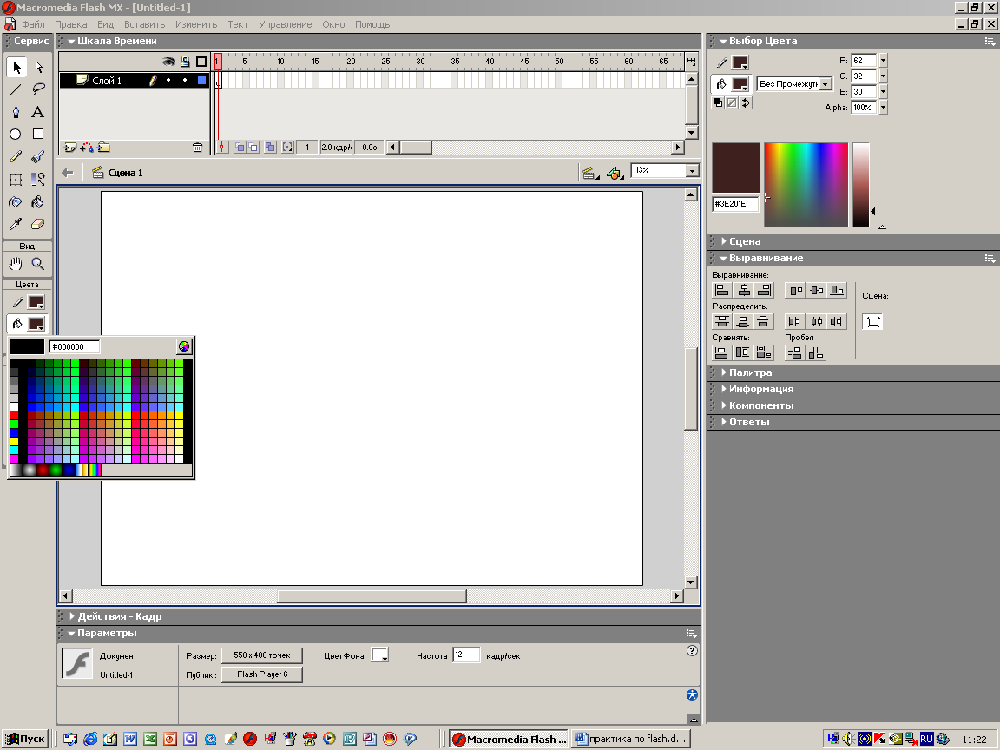 Macromedia Flash MX - [Untitled-1]
Файл Правка Вид Вставить Изменить Тект Управление Окно Помощь
Сервис
Шкала Времени
1 5 10 15 20 25 30 35 40 45 50 55 60 65
Слой 1
1 2.0 кдр/ 0.0с
Сцена 1
113%
Вид
Цвета
#000000
Действия - Кадр
Параметры
Документ
Untitled-1
Размер: 550 x 400 точек
Цвет Фона:
Частота 12 кадр/сек
Публик.: Flash Player 6
Выбор Цвета
R: 62
G: 32
B: 30
Alpha: 100%
Без Промежутк
#3E201E
Сцена
Выравнивание
Выравнивание:
Сцена:
Распределить:
Сравнять:
Пробел
Палитра
Информация
Компоненты
Ответы
Пуск
Macromedia Flash ...
практика по flash.d...
RU
11:22